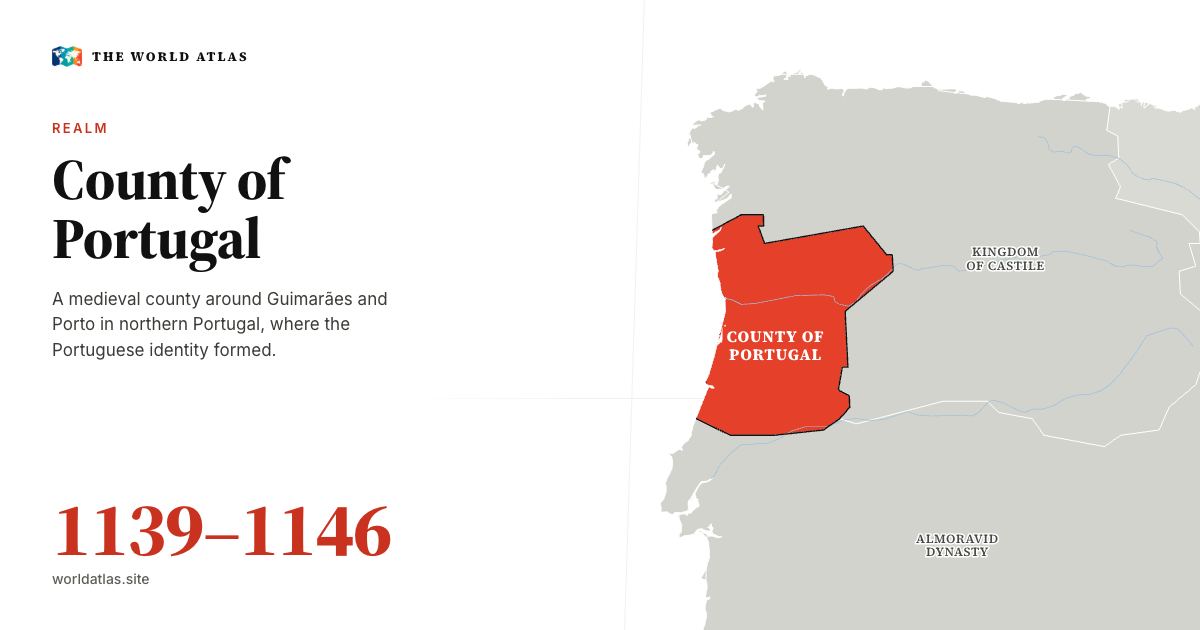 THE WORLD ATLAS
REALM
County of
Portugal
A medieval county around Guimarães and
Porto in northern Portugal, where the
Portuguese identity formed.
1139–1146
worldatlas.site
KINGDOM
OF CASTILE
COUNTY OF
PORTUGAL
ALMORAVID
DYNASTY